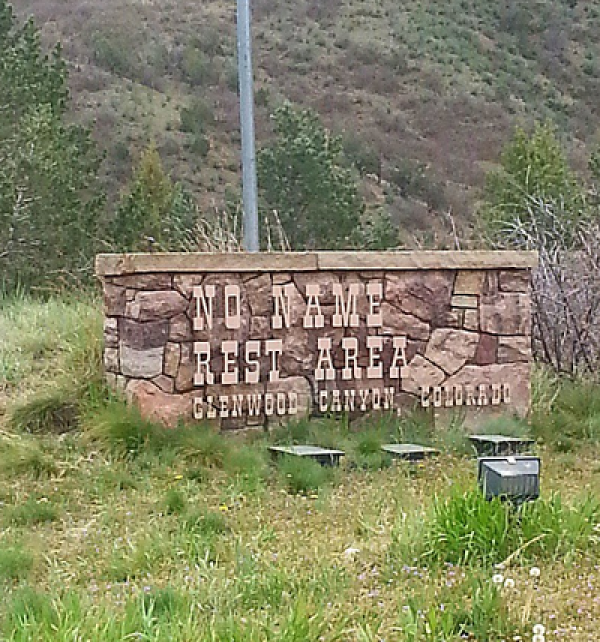 NO NAME
REST AREA
GLENWOOD CANYON, COLORADO